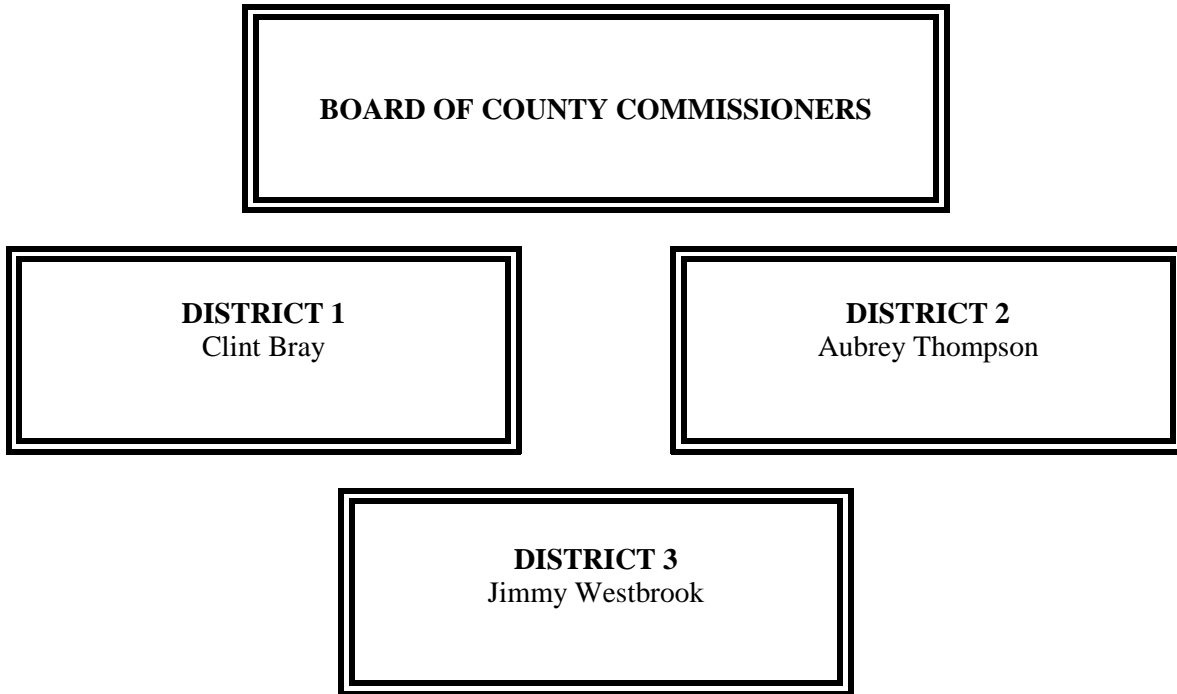 BOARD OF COUNTY COMMISSIONERS
DISTRICT 1
Clint Bray
DISTRICT 2
Aubrey Thompson
DISTRICT 3
Jimmy Westbrook